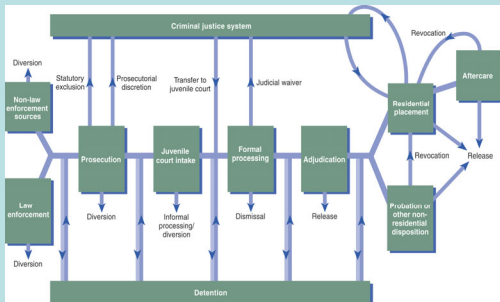 Criminal justice system
Revocation
Diversion
Statutory
exclusion
Prosecutorial
discretion
Transfer to
juvenile court
Judicial waiver
Aftercare
Non-law
enforcement
sources
Residential
placement
Prosecution
Juvenile
court intake
Formal
processing
Adjudication
Revocation
Release
Law
enforcement
Diversion
Informal
processing/
diversion
Dismissal
Release
Probation or
other non-
residential
disposition
Diversion
Detention